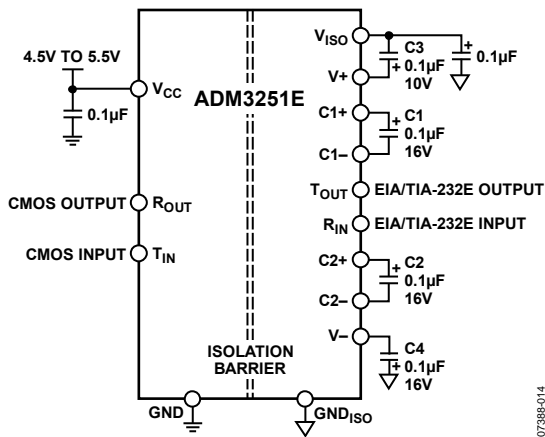 4.5V TO 5.5V
VCC
0.1µF
ADM3251E
CMOS OUTPUT
ROUT
CMOS INPUT
TIN
ISOLATION
BARRIER
GND
GNDISO
VISO
V+
+
C3
0.1µF
+ 10V
+ 0.1µF
C1+
C1–
+ C1
0.1µF
16V
TOUT
EIA/TIA-232E OUTPUT
RIN
EIA/TIA-232E INPUT
C2+
C2–
+ C2
0.1µF
16V
V–
C4
+ 0.1µF
16V
07388-014